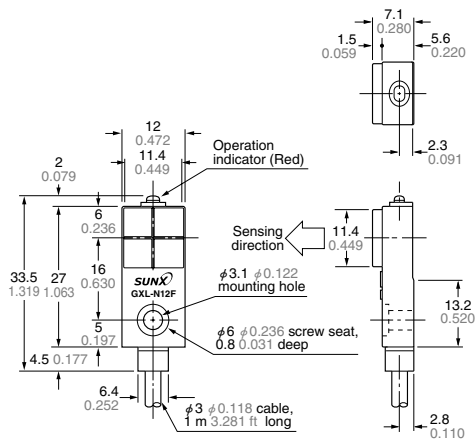 7.1
0.280
1.5
0.059
5.6
0.220
2.3
0.091
12
0.472
11.4
0.449
Operation
indicator (Red)
2
0.079
6
0.236
Sensing
direction
11.4
0.449
33.5
1.319
27
1.063
16
0.630
SUNX
GXL-N12F
φ3.1 φ0.122
mounting hole
13.2
0.520
5
0.197
φ6 φ0.236 screw seat,
0.8 0.031 deep
4.5 0.177
6.4
0.252
φ3 φ0.118 cable,
1 m 3.281 ft long
2.8
0.110